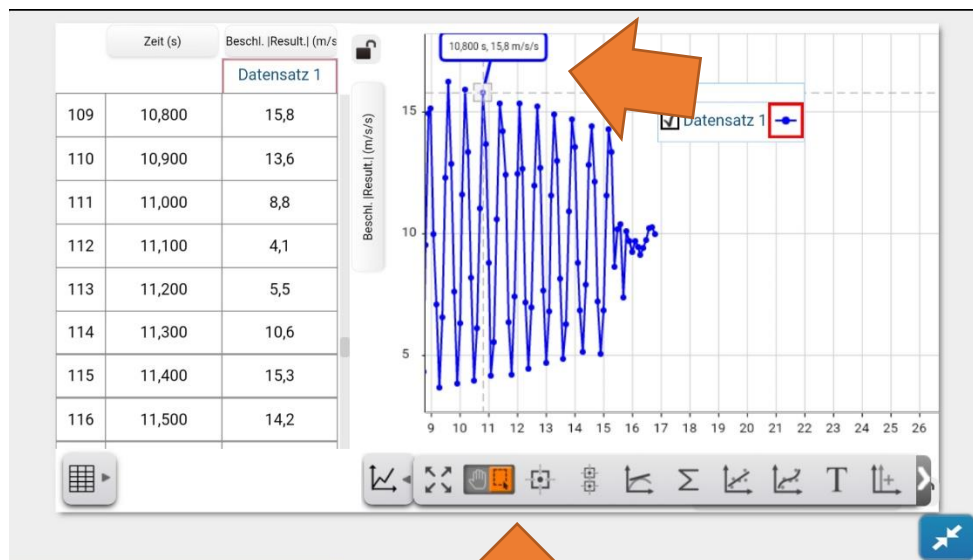 Zeit (s) Beschl. |Result.| (m/s
Datensatz 1
109 10,800 15,8
110 10,900 13,6
111 11,000 8,8
112 11,100 4,1
113 11,200 5,5
114 11,300 10,6
115 11,400 15,3
116 11,500 14,2
10,800 s, 15,8 m/s/s
Datensatz 1
Beschl. |Result.| (m/s/s)
15
10
5
9 10 11 12 13 14 15 16 17 18 19 20 21 22 23 24 25 26
Σ T